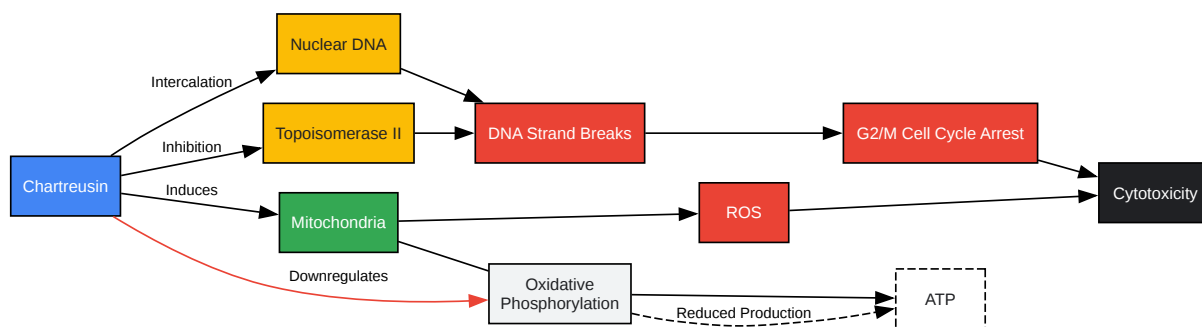 Nuclear DNA
Intercalation
Topoisomerase II
DNA Strand Breaks
G2/M Cell Cycle Arrest
Inhibition
Chartreusin
Induces
Cytotoxicity
Mitochondria
ROS
Downregulates
Oxidative
Phosphorylation
ATP
Reduced Production